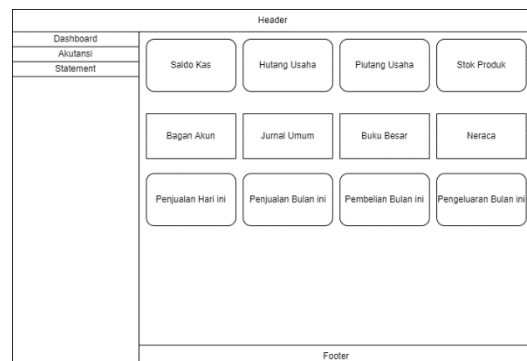 Header
Dashboard
Akutansi
Statement
Saldo Kas
Hutang Usaha
Piutang Usaha
Stok Produk
Bagan Akun
Jurnal Umum
Buku Besar
Neraca
Penjualan Hari ini
Penjualan Bulan ini
Pembelian Bulan ini
Pengeluaran Bulan ini
Footer